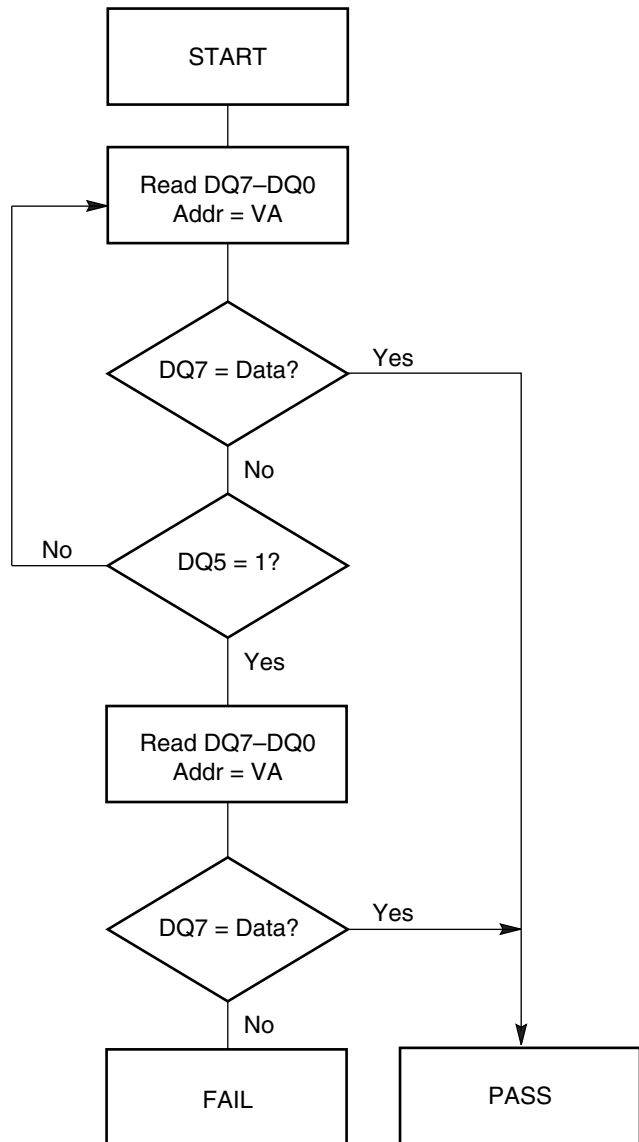 START
Read DQ7–DQ0
Addr = VA
DQ7 = Data?
Yes
No
No
DQ5 = 1?
Yes
Read DQ7–DQ0
Addr = VA
DQ7 = Data?
Yes
No
FAIL
PASS